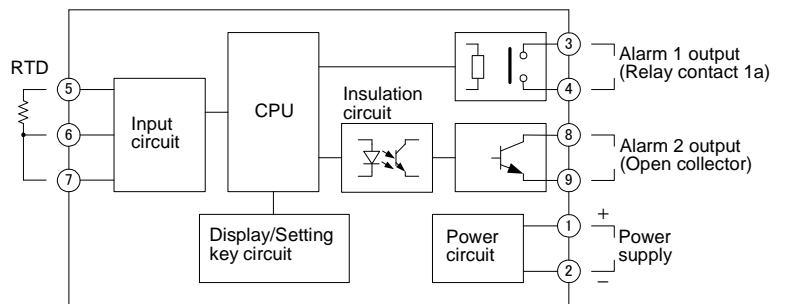 RTD
5
6
7
Input
circuit
CPU
Insulation
circuit
Display/Setting
key circuit
Power
circuit
3
4
Alarm 1 output
(Relay contact 1a)
8
9
Alarm 2 output
(Open collector)
1
2
+
−
Power
supply